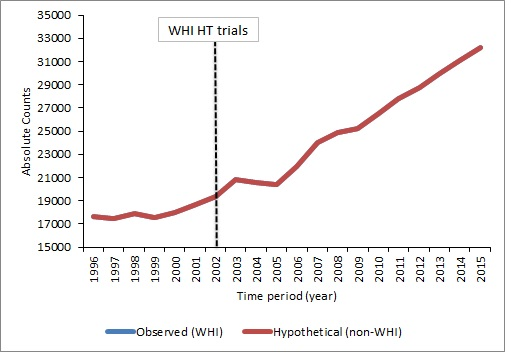 WHI HT trials
35000
33000
31000
29000
27000
25000
23000
21000
19000
17000
15000
Absolute Counts
1996 1997 1998 1999 2000 2001 2002 2003 2004 2005 2006 2007 2008 2009 2010 2011 2012 2013 2014 2015
Time period (year)
Observed (WHI) Hypothetical (non-WHI)